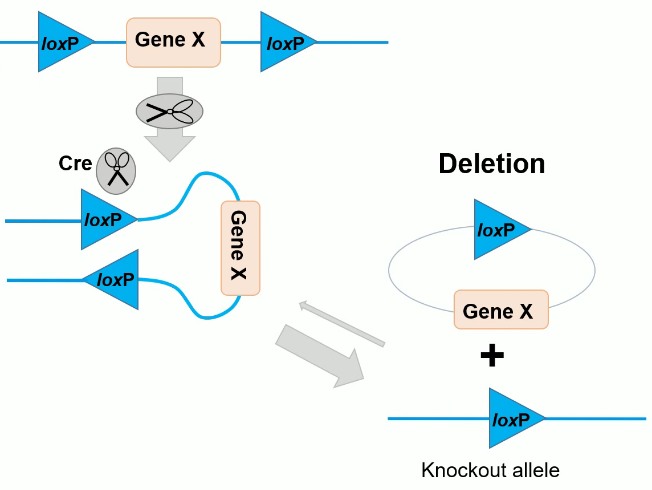 loxP
Gene X
loxP
Cre
loxP
Gene X
loxP
Deletion
loxP
Gene X
+
loxP
Knockout allele